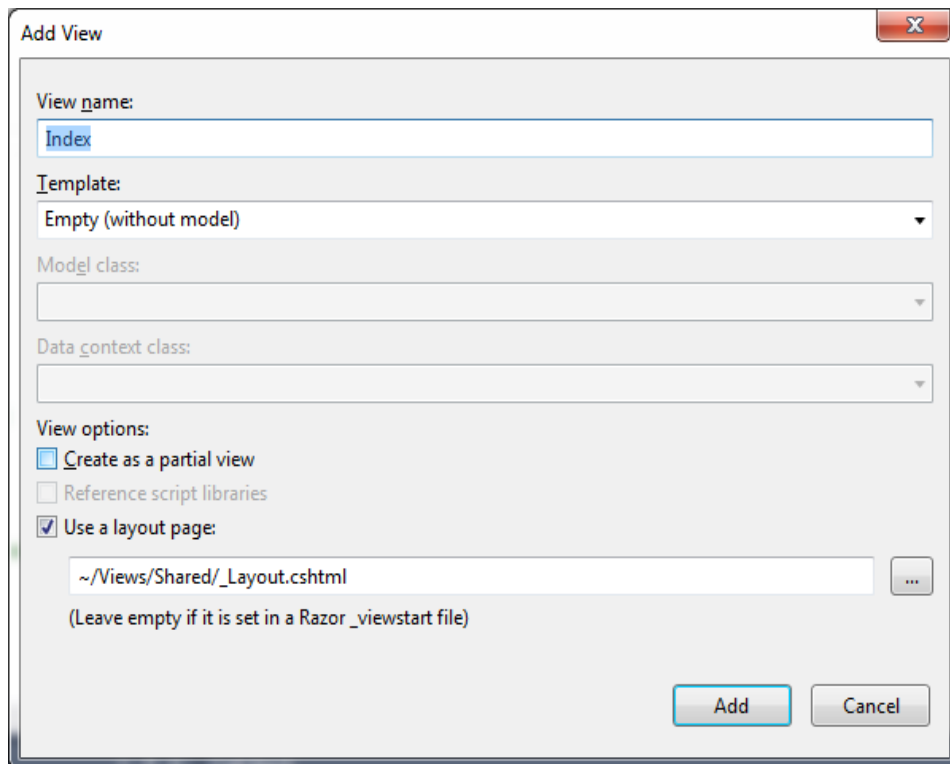 Add View
View name:
Index
Template:
Empty (without model)
Model class:
Data context class:
View options:
Create as a partial view
Reference script libraries
Use a layout page:
~/Views/Shared/_Layout.cshtml
...
(Leave empty if it is set in a Razor _viewstart file)
Add Cancel